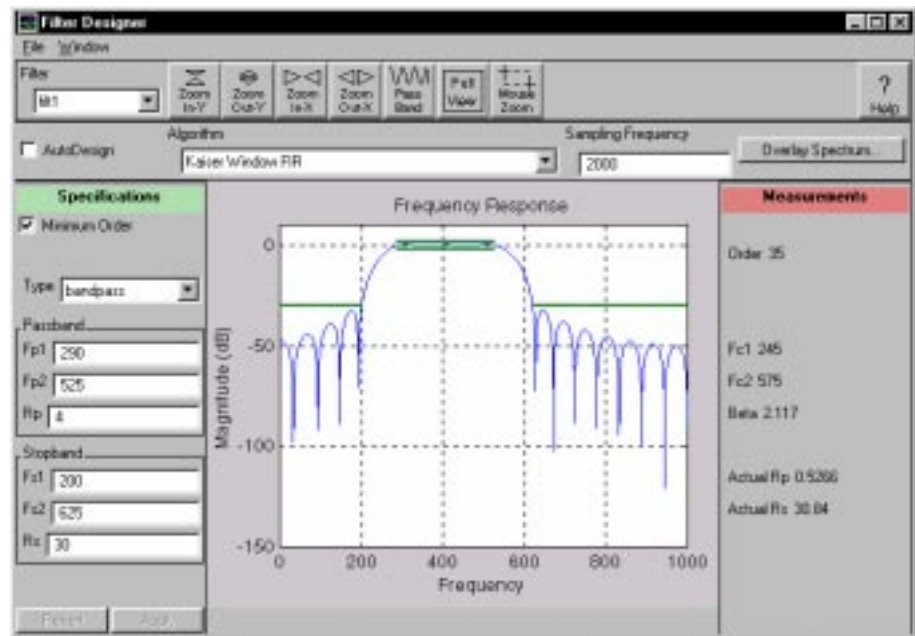 Filter Designer
File Window
Filter
filt1
Zoom In-Y
Zoom Out-Y
Zoom In-X
Zoom Out-X
Pass Band
Full View
Mouse Zoom
? Help
AutoDesign
Algorithm
Kaiser Window FIR
Sampling Frequency
2000
Overlay Spectrum...
Specifications
Minimum Order
Type bandpass
Passband
Fp1 290
Fp2 525
Rp 4
Stopband
Fs1 200
Fs2 625
Rs 30
Revert Apply
Frequency Response
Magnitude (dB)
0
-50
-100
-150
0 200 400 600 800 1000
Frequency
Measurements
Order 35
Fc1 245
Fc2 575
Beta 2.117
Actual Rp 0.5266
Actual Rs 30.84